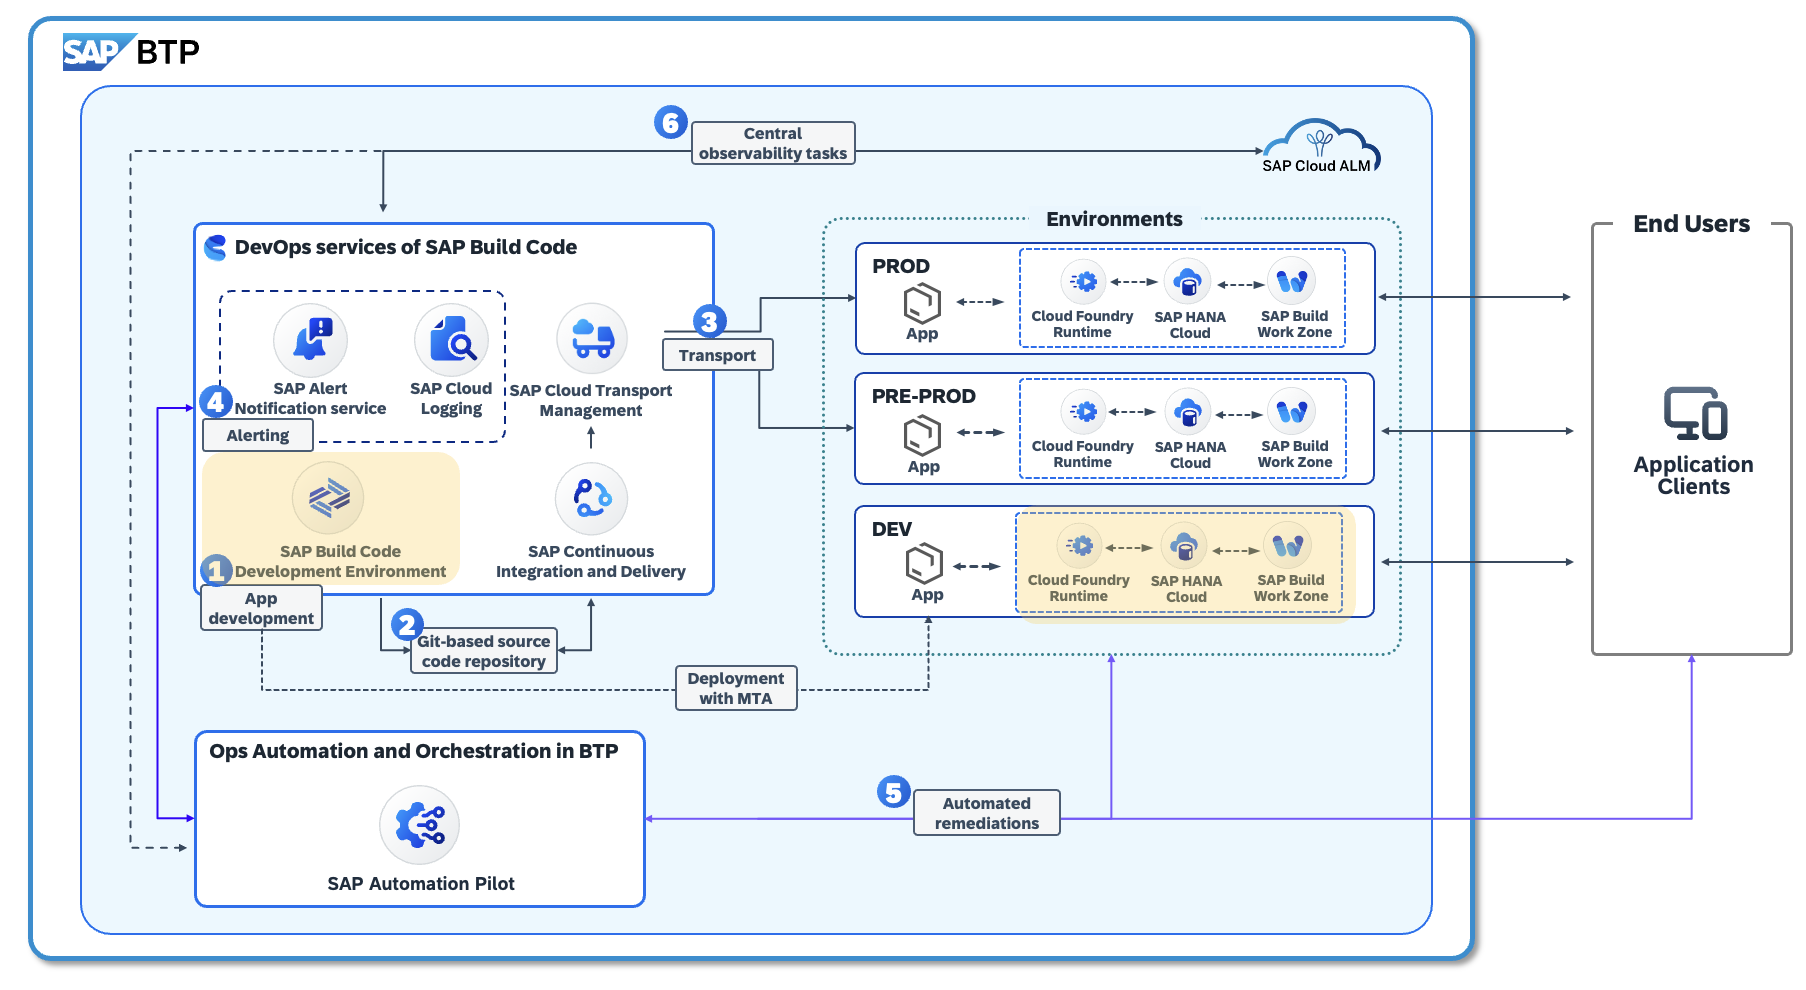 SAP BTP
6
Central
observability tasks
SAP Cloud ALM
DevOps services of SAP Build Code
SAP Alert
Notification service
SAP Cloud
Logging
SAP Cloud Transport
Management
4
Alerting
SAP Build Code
Development Environment
1
App
development
SAP Continuous
Integration and Delivery
2
Git-based source
code repository
3
Transport
Deployment
with MTA
Environments
PROD
App
Cloud Foundry
Runtime
SAP HANA
Cloud
SAP Build
Work Zone
PRE-PROD
App
Cloud Foundry
Runtime
SAP HANA
Cloud
SAP Build
Work Zone
DEV
App
Cloud Foundry
Runtime
SAP HANA
Cloud
SAP Build
Work Zone
End Users
Application
Clients
Ops Automation and Orchestration in BTP
SAP Automation Pilot
5
Automated
remediations